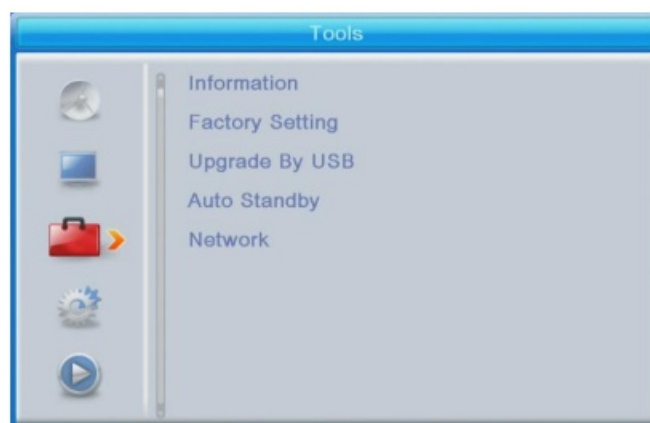 Tools
Information
Factory Setting
Upgrade By USB
Auto Standby
Network